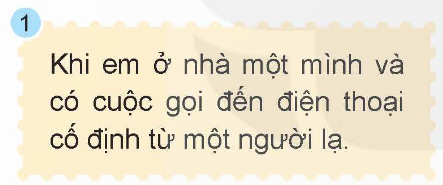 1
Khi em ở nhà một mình và
có cuộc gọi đến điện thoại
cố định từ một người lạ.